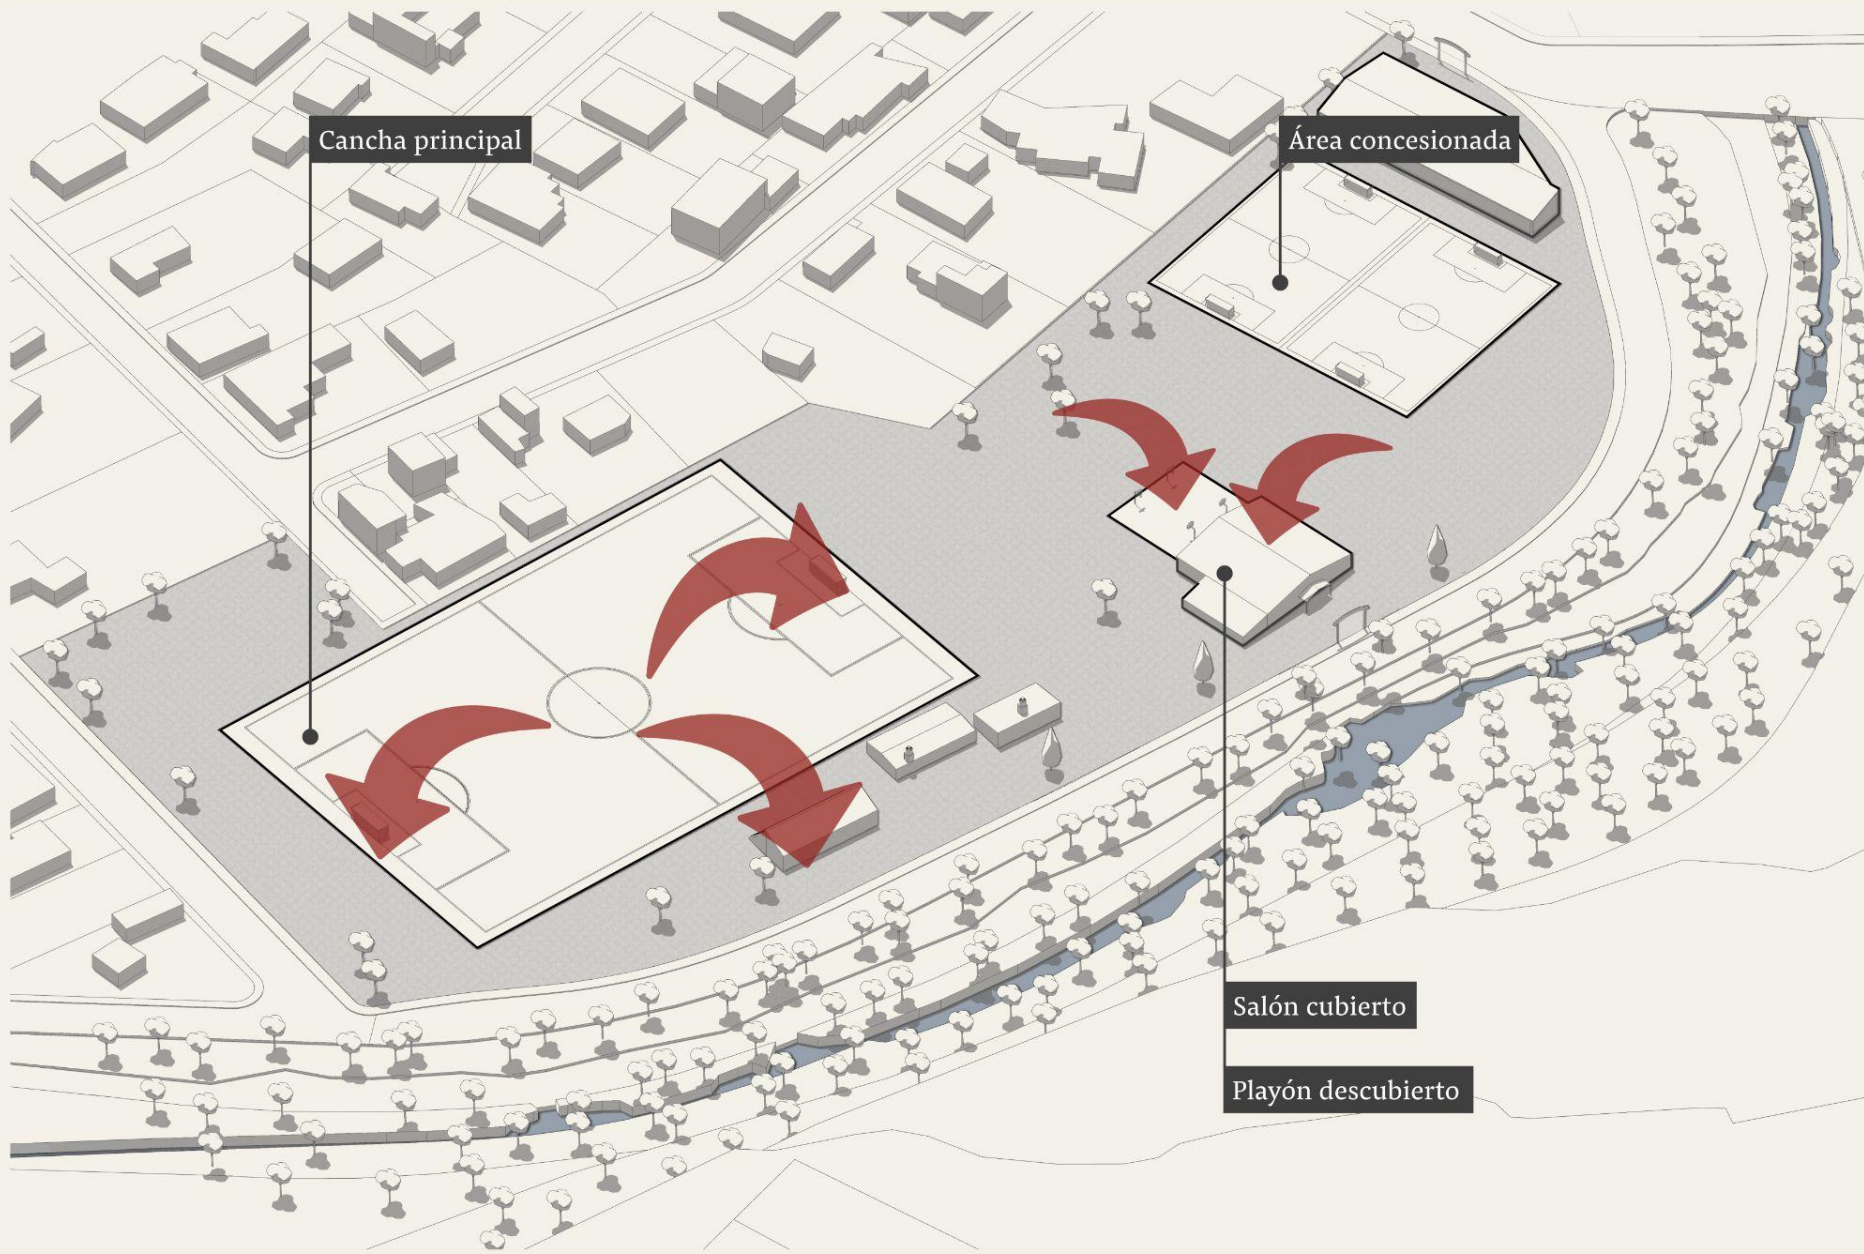 Cancha principal
Área concesionada
Salón cubierto
Playón descubierto